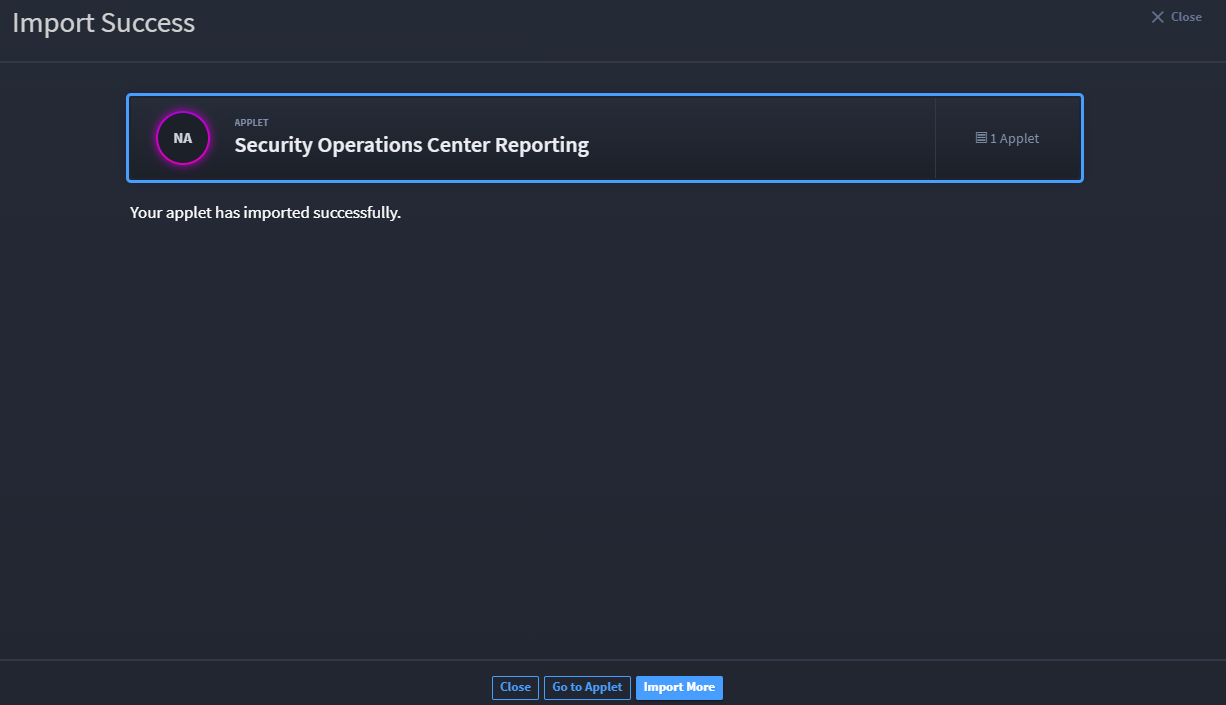 Import Success
Close
NA
APPLET
Security Operations Center Reporting
1 Applet
Your applet has imported successfully.
Close
Go to Applet
Import More